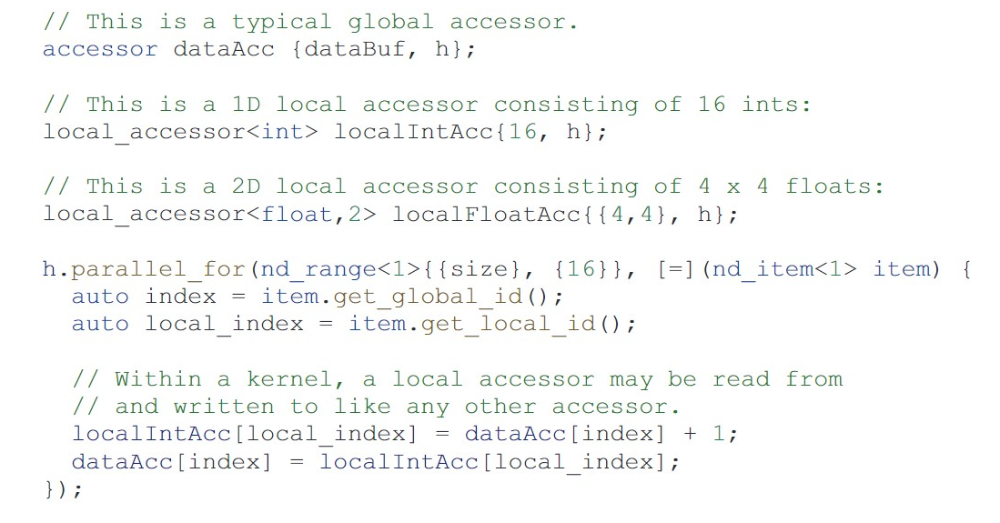 // This is a typical global accessor.
accessor dataAcc {dataBuf, h};

// This is a 1D local accessor consisting of 16 ints:
local_accessor<int> localIntAcc{16, h};

// This is a 2D local accessor consisting of 4 x 4 floats:
local_accessor<float,2> localFloatAcc{{4,4}, h};

h.parallel_for(nd_range<1>{{size}, {16}}, [=](nd_item<1> item) {
  auto index = item.get_global_id();
  auto local_index = item.get_local_id();

  // Within a kernel, a local accessor may be read from
  // and written to like any other accessor.
  localIntAcc[local_index] = dataAcc[index] + 1;
  dataAcc[index] = localIntAcc[local_index];
});